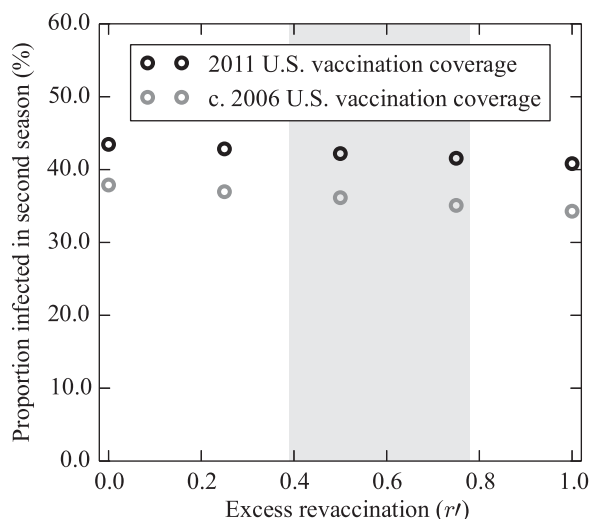 60.0
50.0
40.0
30.0
20.0
10.0
0.0
Proportion infected in second season (%)
2011 U.S. vaccination coverage
c. 2006 U.S. vaccination coverage
0.0 0.2 0.4 0.6 0.8 1.0
Excess revaccination (r′)